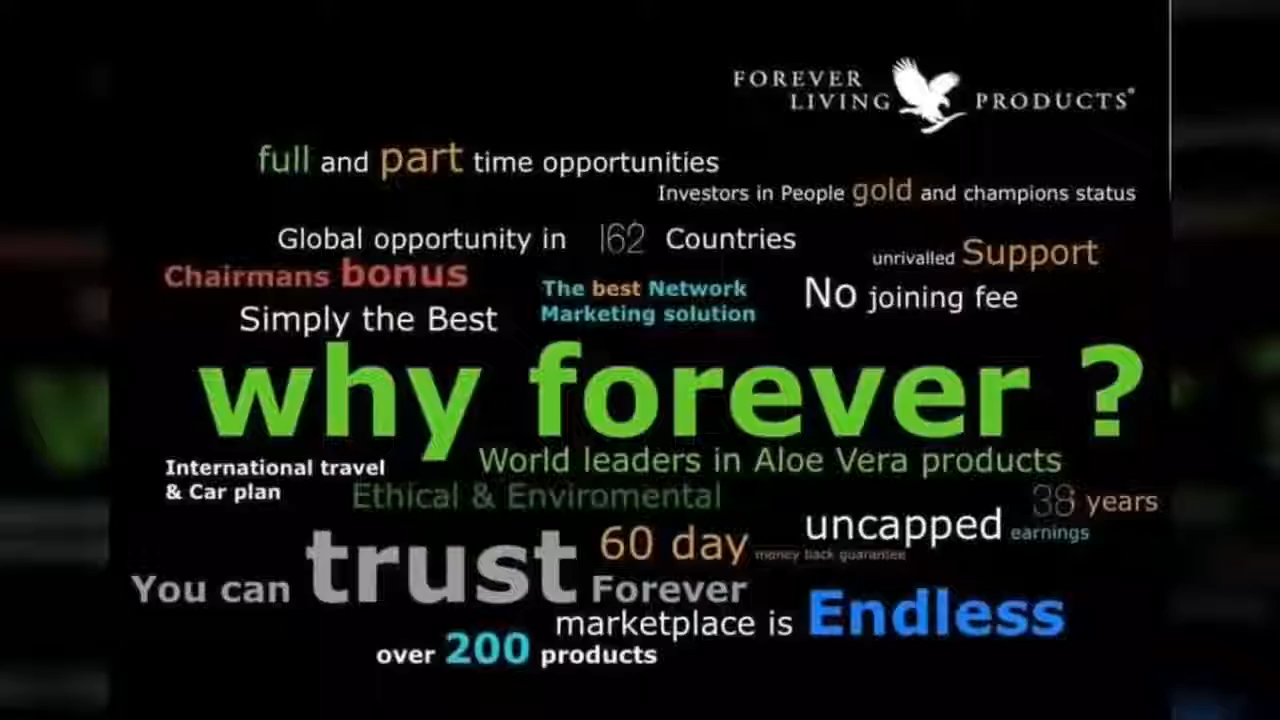 FOREVER
LIVING PRODUCTS®
full and part time opportunities
Investors in People gold and champions status
Global opportunity in 162 Countries
unrivalled Support
Chairmans bonus
The best Network
Marketing solution
No joining fee
Simply the Best
why forever ?
World leaders in Aloe Vera products
International travel
& Car plan
Ethical & Enviromental
38 years
uncapped earnings
60 day money back guarantee
You can trust Forever
marketplace is Endless
over 200 products